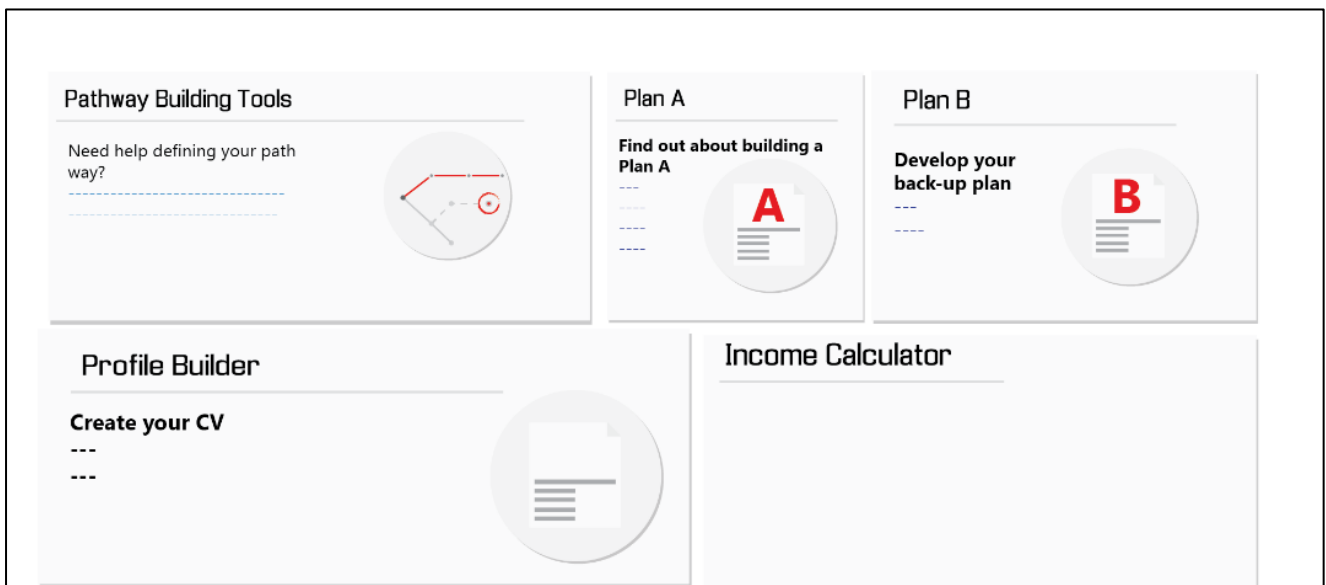 Pathway Building Tools
Need help defining your path
way?
Plan A
Find out about building a
Plan A
---
---
----
----
A
Plan B
Develop your
back-up plan
---
----
B
Profile Builder
Create your CV
---
---
Income Calculator